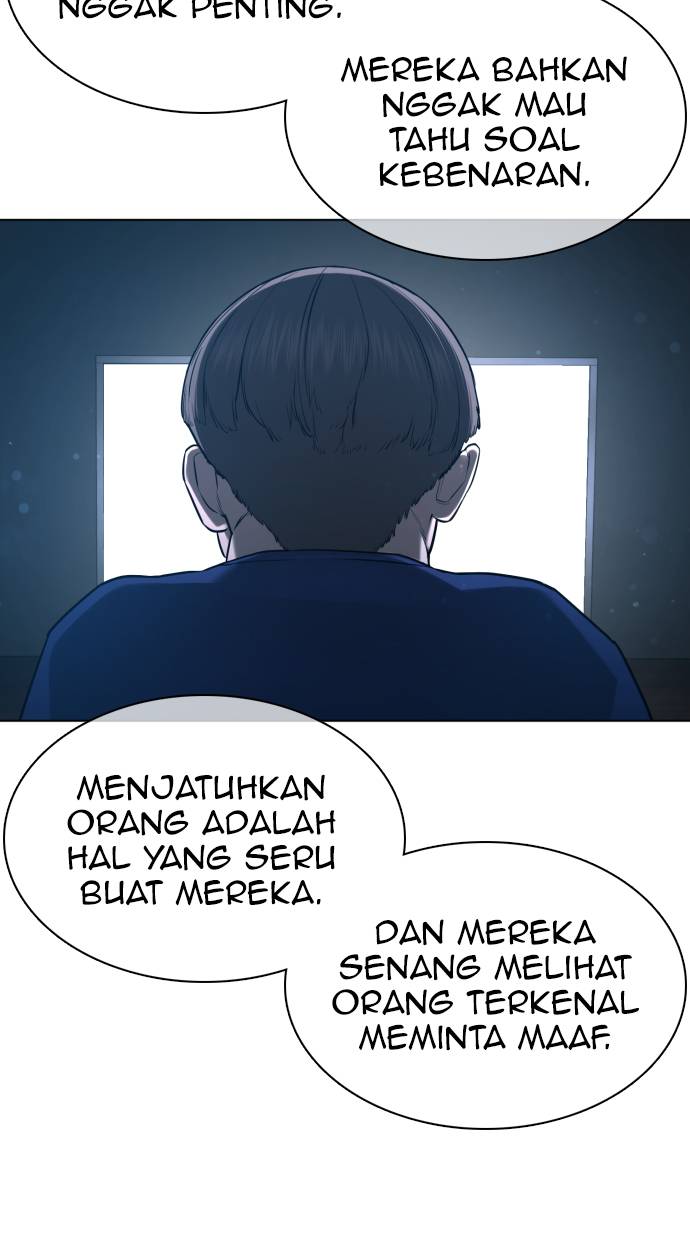 NGGAK PENTING.
MEREKA BAHKAN
NGGAK MAU
TAHU SOAL
KEBENARAN.
MENJATUHKAN
ORANG ADALAH
HAL YANG SERU
BUAT MEREKA.
DAN MEREKA
SENANG MELIHAT
ORANG TERKENAL
MEMINTA MAAF.